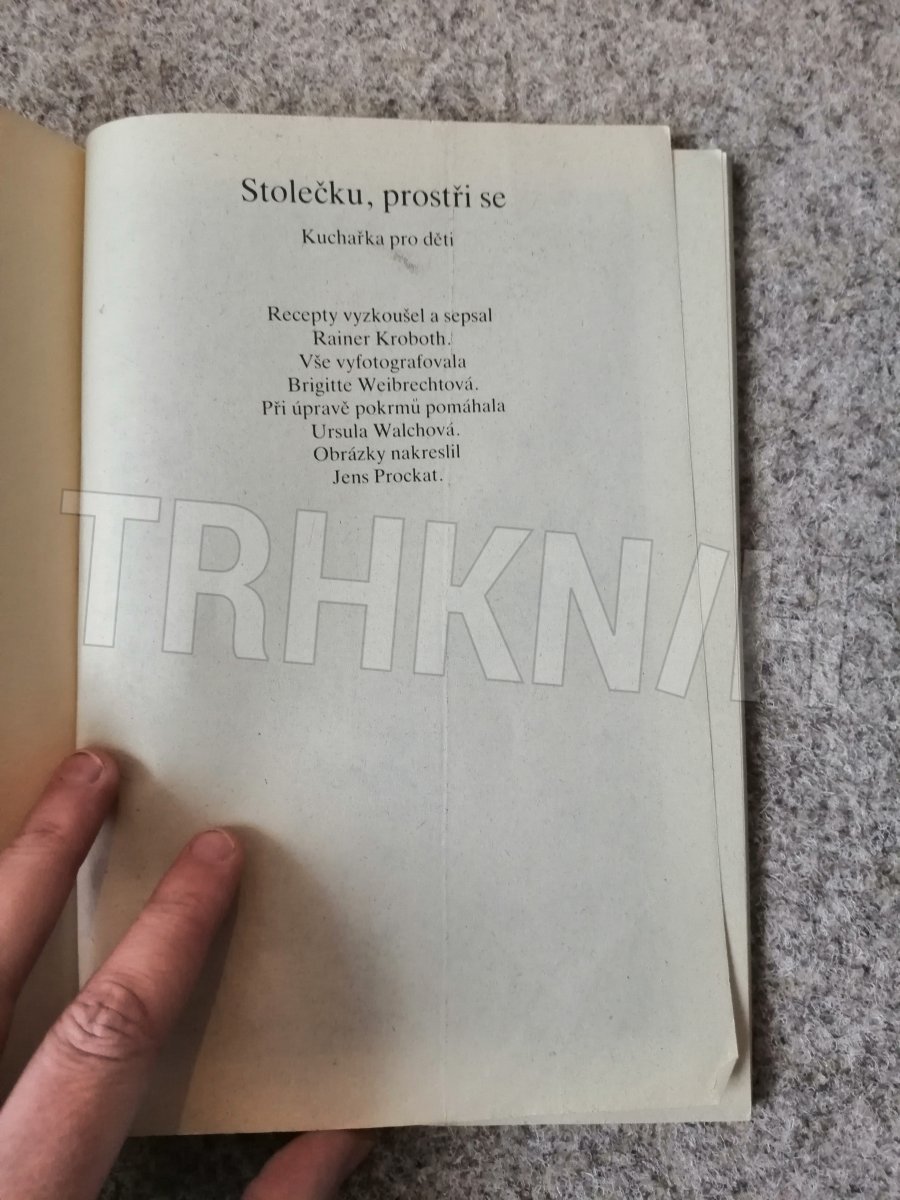 Stolečku, prostři se
Kuchařka pro děti
Recepty vyzkoušel a sepsal
Rainer Kroboth.
Vše vyfotografovala
Brigitte Weibrechtová.
Při úpravě pokrmů pomáhala
Ursula Walchová.
Obrázky nakreslil
Jens Prockat.
TRHKNIH